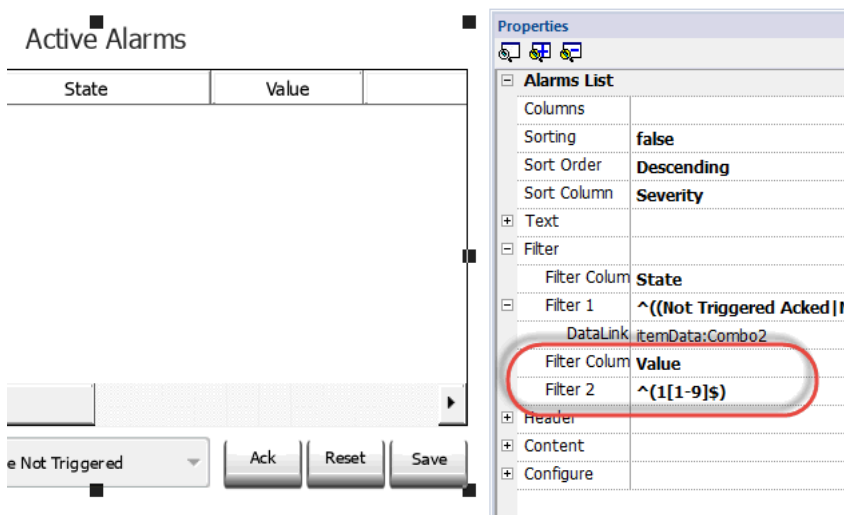 Active Alarms
State Value
e Not Triggered
Ack Reset Save
Properties
Alarms List
Columns
Sorting false
Sort Order Descending
Sort Column Severity
Text
Filter
Filter Colum State
Filter 1 ^((Not Triggered Acked|
DataLink itemData:Combo2
Filter Colum Value
Filter 2 ^(1[1-9]$)
Header
Content
Configure